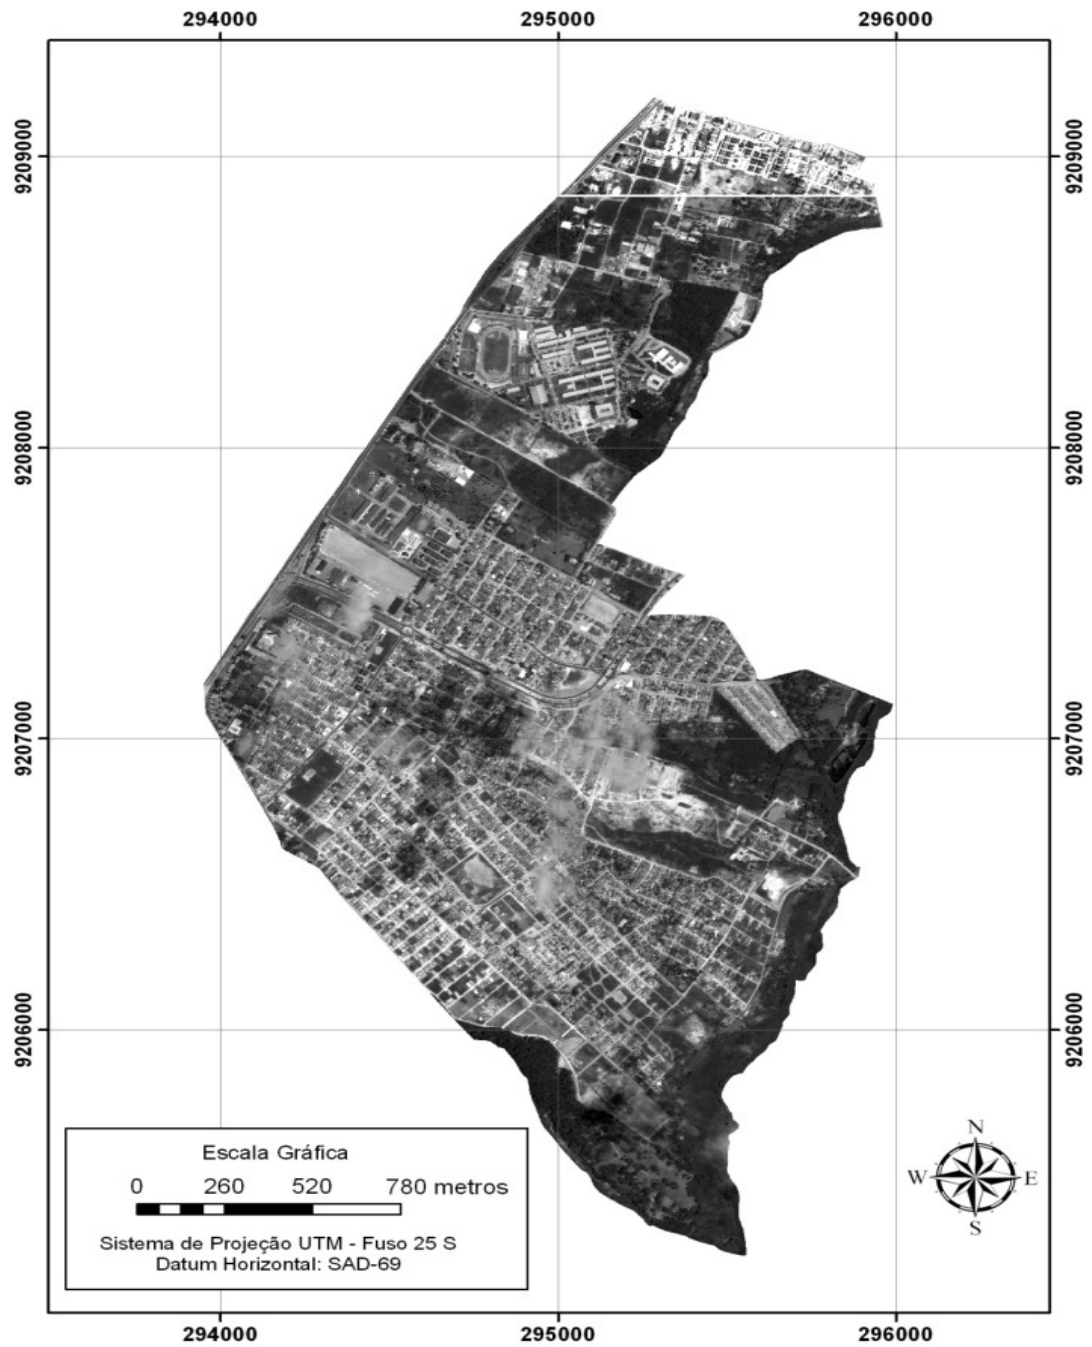 294000 295000 296000
9209000 9209000
9208000 9208000
9207000 9207000
9206000 9206000
Escala Gráfica
0 260 520 780 metros
Sistema de Projeção UTM - Fuso 25 S
Datum Horizontal: SAD-69
N
W E
S
294000 295000 296000